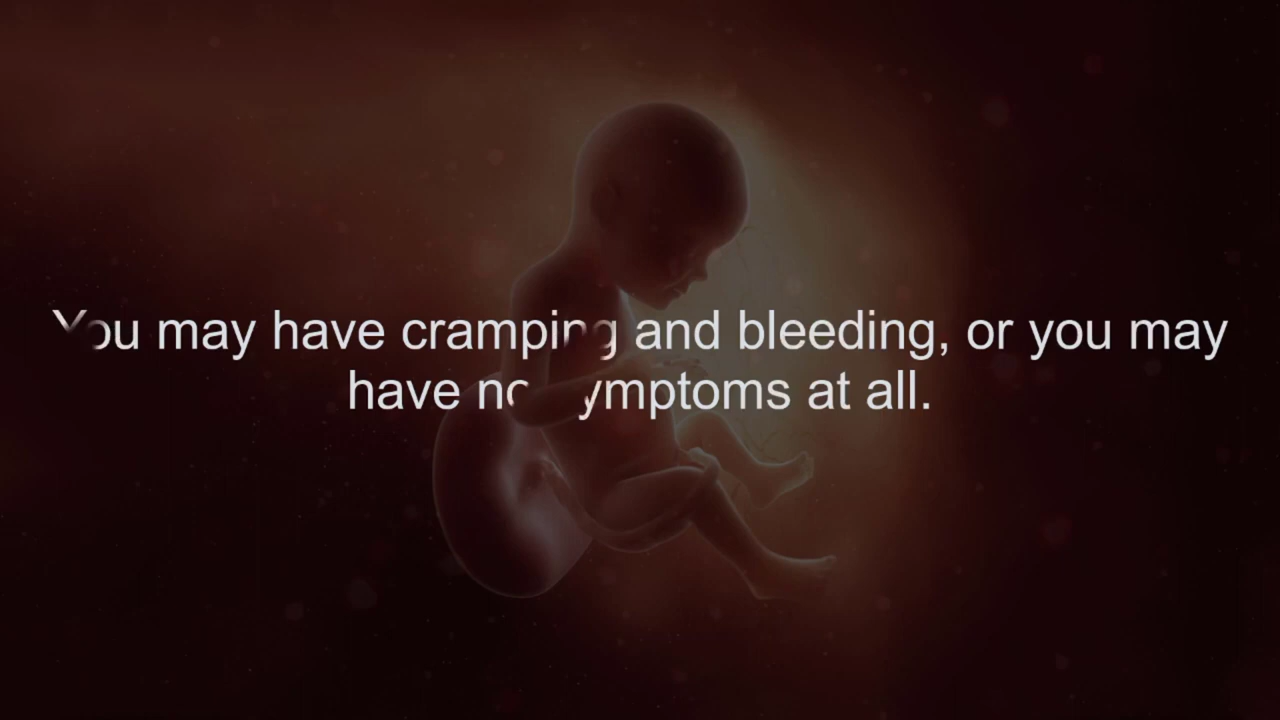 You may have cramping and bleeding, or you may
have no symptoms at all.